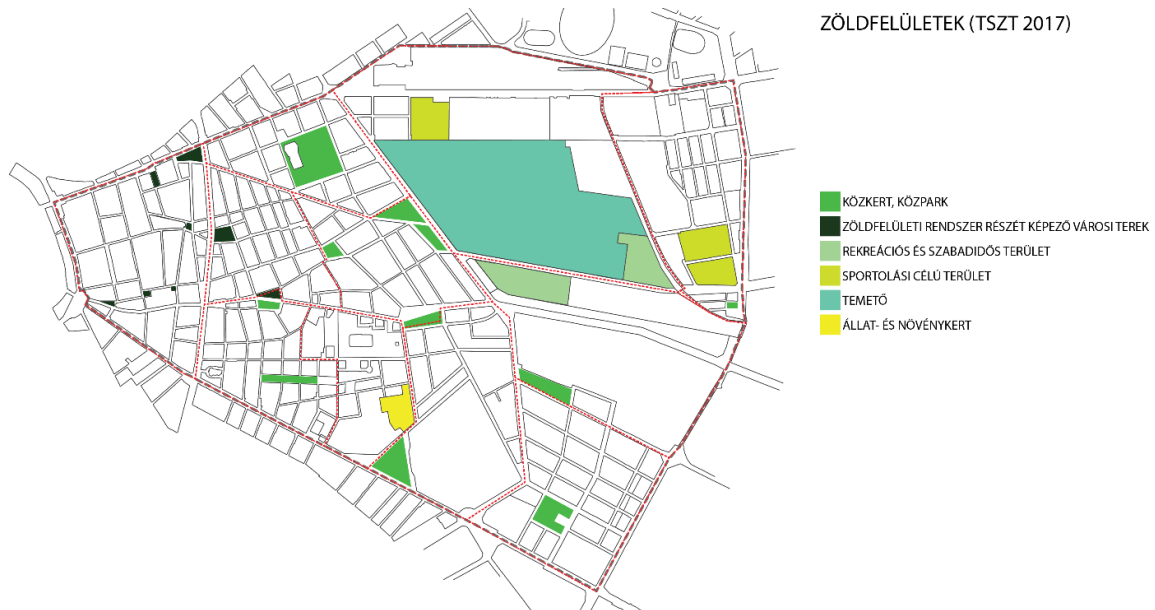 ZÖLDFELÜLETEK (TSZT 2017)
KÖZKERT, KÖZPARK
ZÖLDFELÜLETI RENDSZER RÉSZÉT KÉPEZŐ VÁROSI TEREK
REKREÁCIÓS ÉS SZABADIDŐS TERÜLET
SPORTOLÁSI CÉLÚ TERÜLET
TEMETŐ
ÁLLAT- ÉS NÖVÉNYKERT